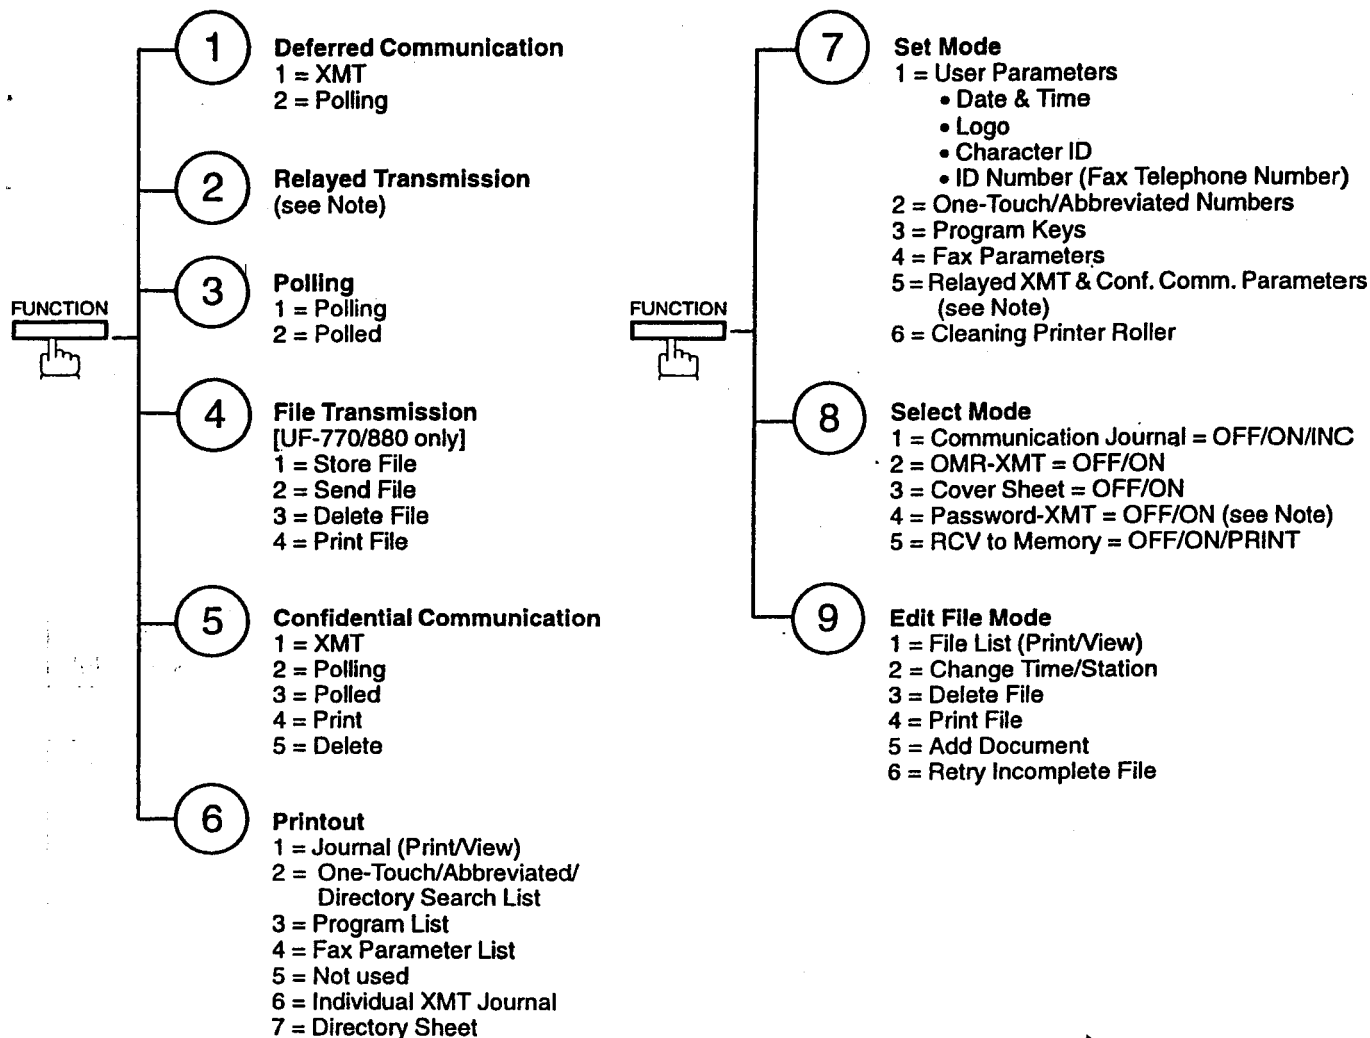 FUNCTION
1
Deferred Communication
1 = XMT
2 = Polling
2
Relayed Transmission
(see Note)
3
Polling
1 = Polling
2 = Polled
4
File Transmission
[UF-770/880 only]
1 = Store File
2 = Send File
3 = Delete File
4 = Print File
5
Confidential Communication
1 = XMT
2 = Polling
3 = Polled
4 = Print
5 = Delete
6
Printout
1 = Journal (Print/View)
2 = One-Touch/Abbreviated/
Directory Search List
3 = Program List
4 = Fax Parameter List
5 = Not used
6 = Individual XMT Journal
7 = Directory Sheet
FUNCTION
7
Set Mode
1 = User Parameters
• Date & Time
• Logo
• Character ID
• ID Number (Fax Telephone Number)
2 = One-Touch/Abbreviated Numbers
3 = Program Keys
4 = Fax Parameters
5 = Relayed XMT & Conf. Comm. Parameters
(see Note)
6 = Cleaning Printer Roller
8
Select Mode
1 = Communication Journal = OFF/ON/INC
2 = OMR-XMT = OFF/ON
3 = Cover Sheet = OFF/ON
4 = Password-XMT = OFF/ON (see Note)
5 = RCV to Memory = OFF/ON/PRINT
9
Edit File Mode
1 = File List (Print/View)
2 = Change Time/Station
3 = Delete File
4 = Print File
5 = Add Document
6 = Retry Incomplete File